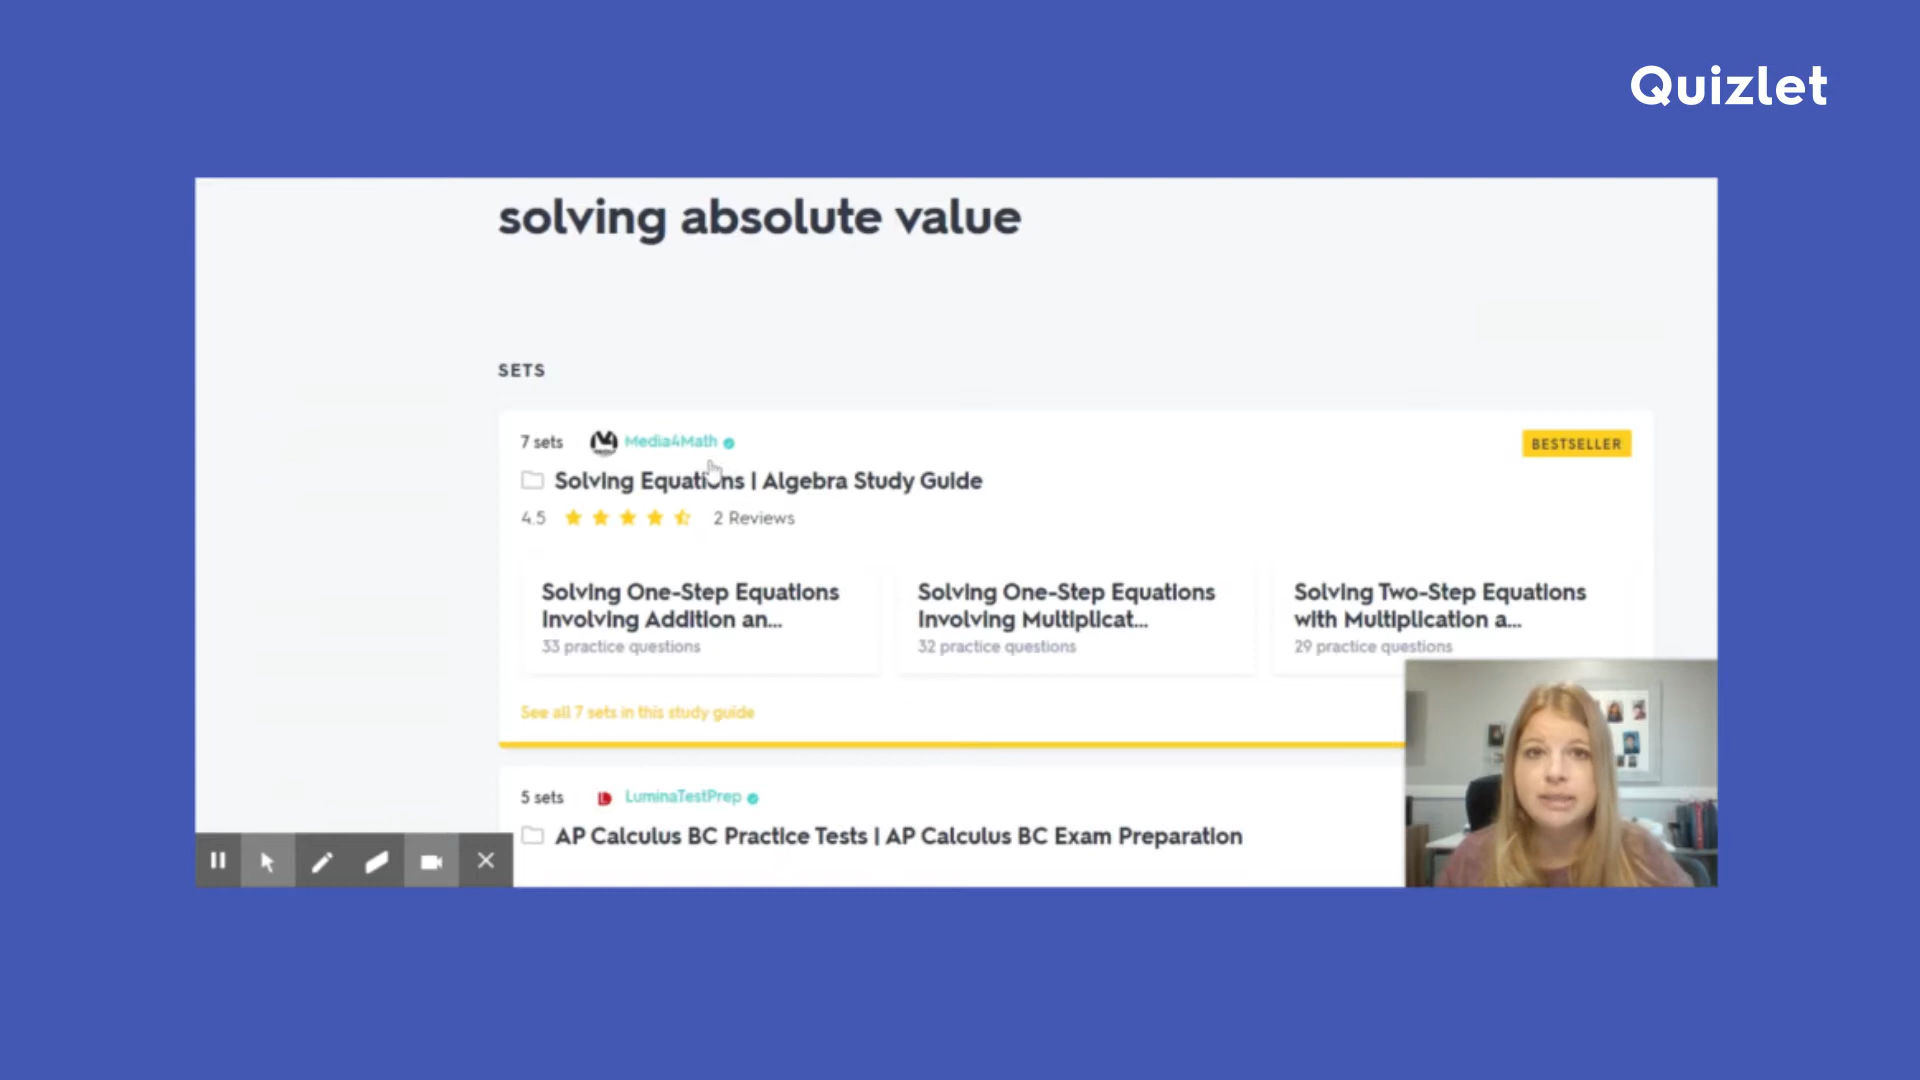 Quizlet
solving absolute value
SETS
7 sets Media4Math
BESTSELLER
Solving Equations | Algebra Study Guide
4.5 2 Reviews
Solving One-Step Equations
Involving Addition an...
33 practice questions
Solving One-Step Equations
Involving Multiplicat...
32 practice questions
Solving Two-Step Equations
with Multiplication a...
29 practice questions
See all 7 sets in this study guide
5 sets LuminaTestPrep
AP Calculus BC Practice Tests | AP Calculus BC Exam Preparation